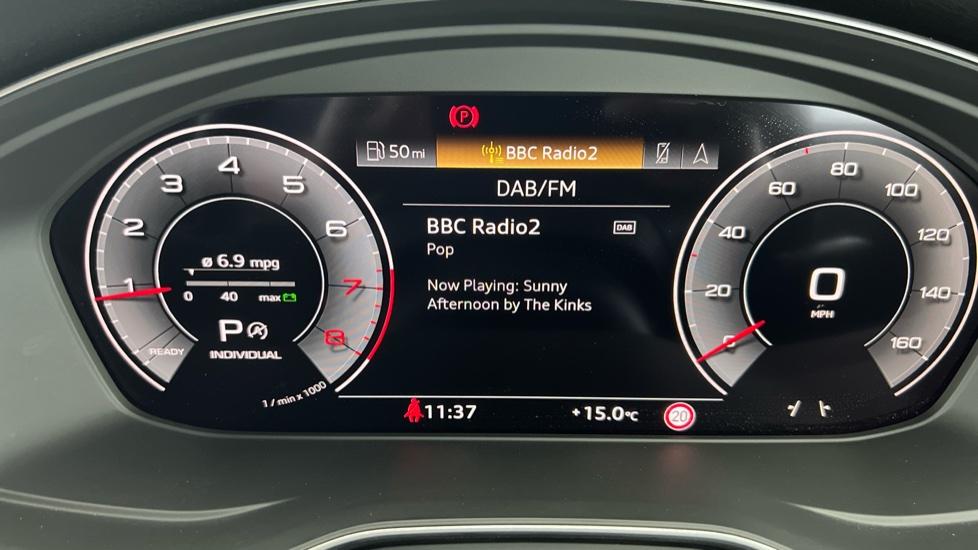 P
50 mi
BBC Radio2
DAB/FM
BBC Radio2
DAB
Pop
Now Playing: Sunny
Afternoon by The Kinks
1 2 3 4 5 6 7 8
ø 6.9 mpg
0 40 max
P A
INDIVIDUAL
READY
1 / min x 1000
0 20 40 60 80 100 120 140 160
0
MPH
11:37
+15.0°C
20